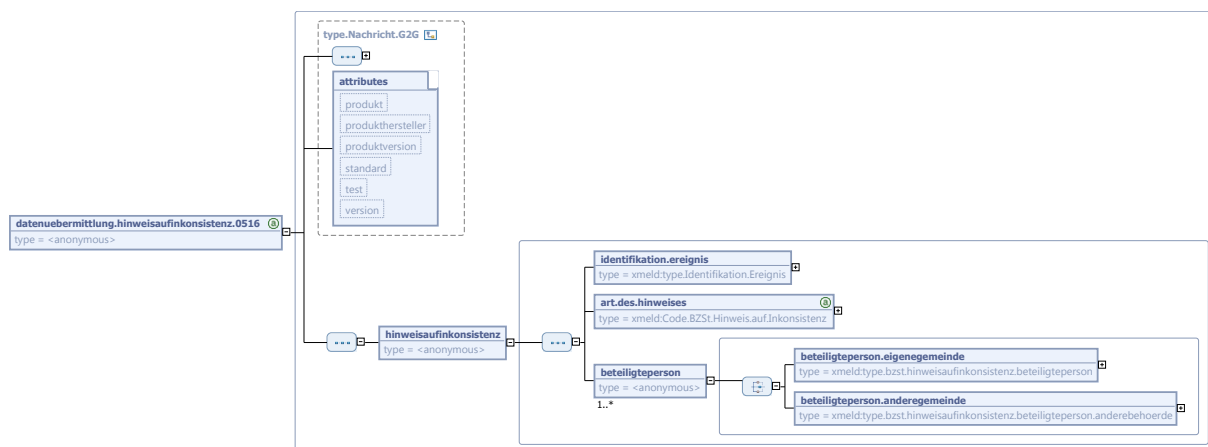 type.Nachricht.G2G
attributes
produkt
produkthersteller
produktversion
standard
test
version
datenuebermittlung.hinweisaufinkonsistenz.0516 a
type = <anonymous>
hinweisaufinkonsistenz
type = <anonymous>
identifikation.ereignis
type = xmeld:type.Identifikation.Ereignis
art.des.hinweises a
type = xmeld:Code.BZSt.Hinweis.auf.Inkonsistenz
beteiligteperson
type = <anonymous>
1..*
beteiligteperson.eigenegemeinde
type = xmeld:type.bzst.hinweisaufinkonsistenz.beteiligteperson
beteiligteperson.anderegemeinde
type = xmeld:type.bzst.hinweisaufinkonsistenz.beteiligteperson.anderebehoerde